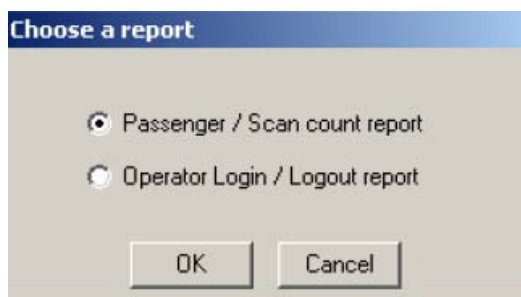 Choose a report
Passenger / Scan count report
Operator Login / Logout report
OK Cancel